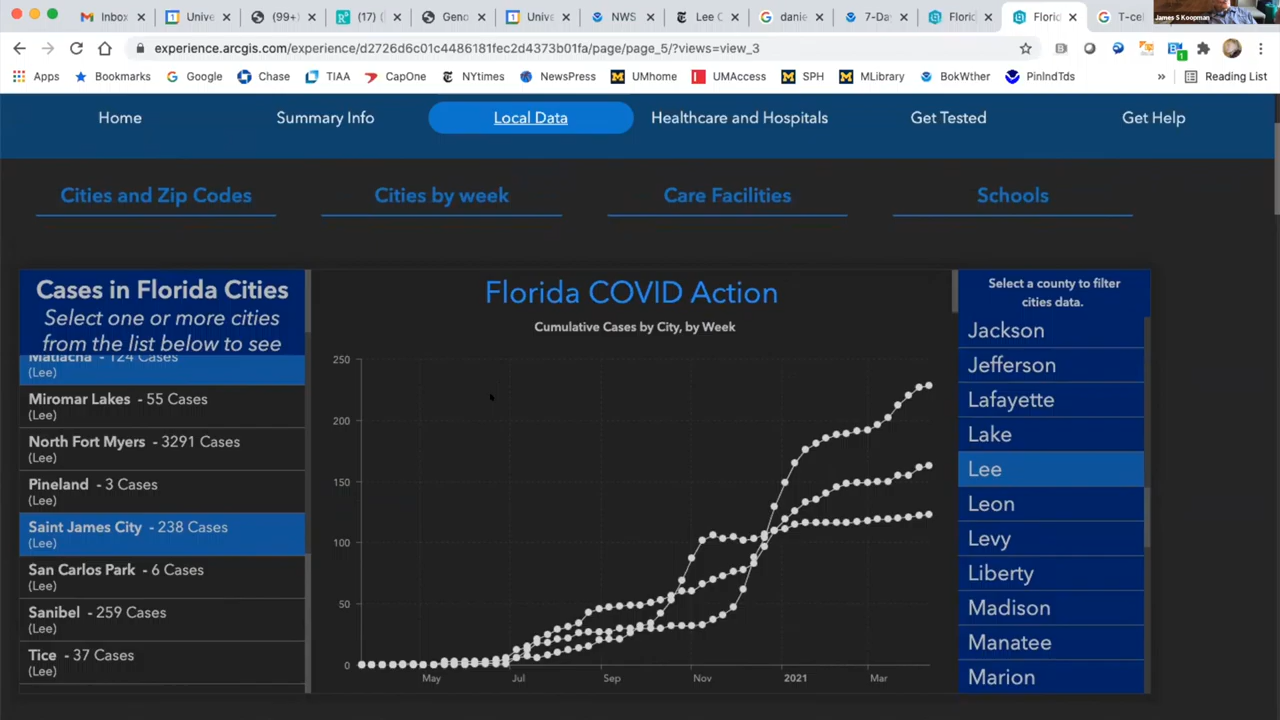 Inbox
Unive
(99+)
(17) (
Geno
Unive
NWS
Lee C
danie
7-Da
Florid
Florid
T-cel
James S Koopman
experience.arcgis.com/experience/d2726d6c01c4486181fec2d4373b01fa/page/page_5/?views=view_3
Apps
Bookmarks
Google
Chase
TIAA
CapOne
NYtimes
NewsPress
UMhome
UMAccess
SPH
MLibrary
BokWther
PinIndTds
»
Reading List
Home
Summary Info
Local Data
Healthcare and Hospitals
Get Tested
Get Help
Cities and Zip Codes
Cities by week
Care Facilities
Schools
Cases in Florida Cities
Select one or more cities
from the list below to see
Matlacha - 124 Cases
(Lee)
Miromar Lakes - 55 Cases
(Lee)
North Fort Myers - 3291 Cases
(Lee)
Pineland - 3 Cases
(Lee)
Saint James City - 238 Cases
(Lee)
San Carlos Park - 6 Cases
(Lee)
Sanibel - 259 Cases
(Lee)
Tice - 37 Cases
(Lee)
Florida COVID Action
Cumulative Cases by City, by Week
250
200
150
100
50
0
May
Jul
Sep
Nov
2021
Mar
Select a county to filter
cities data.
Jackson
Jefferson
Lafayette
Lake
Lee
Leon
Levy
Liberty
Madison
Manatee
Marion